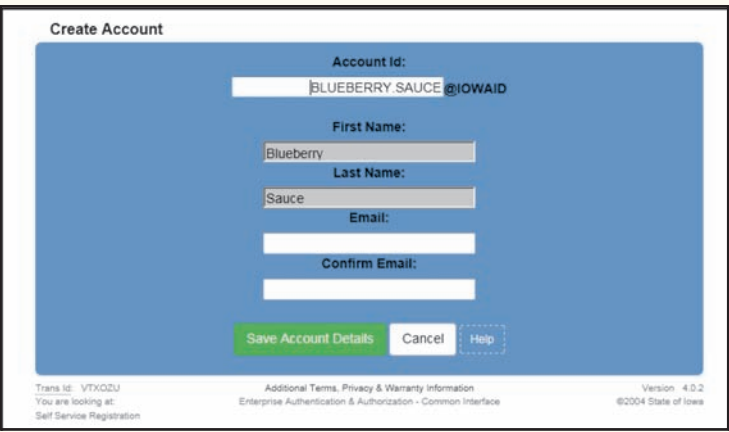 Create Account
Account Id:
BLUEBERRY.SAUCE @IOWAID
First Name:
Blueberry
Last Name:
Sauce
Email:
Confirm Email:
Save Account Details Cancel Help
Trans Id: VTXOZU Additional Terms, Privacy & Warranty Information Version 4.0.2
You are looking at: Enterprise Authentication & Authorization - Common Interface ©2004 State of Iowa
Self Service Registration